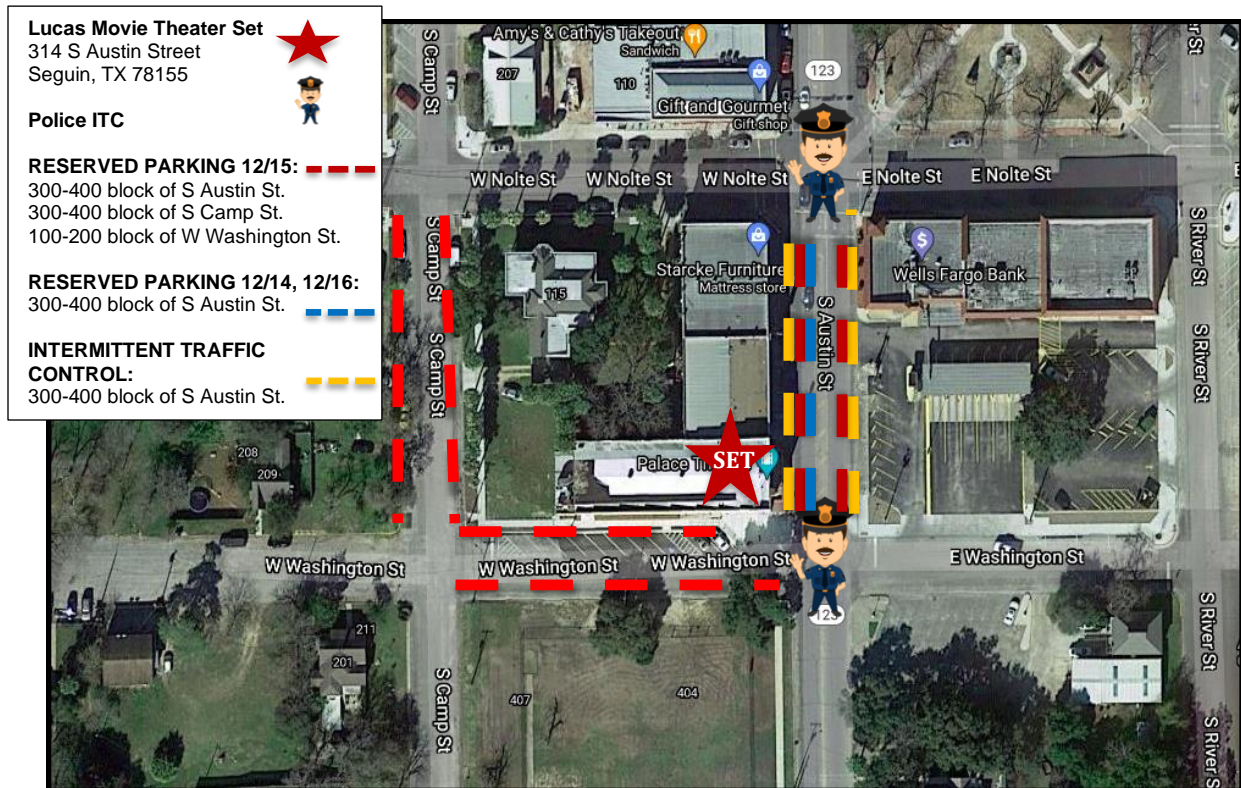 Lucas Movie Theater Set
314 S Austin Street
Seguin, TX 78155
Police ITC
RESERVED PARKING 12/15:
300-400 block of S Austin St.
300-400 block of S Camp St.
100-200 block of W Washington St.
RESERVED PARKING 12/14, 12/16:
300-400 block of S Austin St.
INTERMITTENT TRAFFIC
CONTROL:
300-400 block of S Austin St.
S Camp St
Amy's & Cathy's Takeout
Sandwich
207
110
Gift and Gourmet
Gift shop
123
W Nolte St
W Nolte St
W Nolte St
E Nolte St
E Nolte St
S Camp St
S Camp St
115
Starcke Furniture
Mattress store
S Austin St
Wells Fargo Bank
S River St
S River St
SET
Palace Th
208
209
W Washington St
W Washington St
W Washington St
E Washington St
211
201
S Camp St
407
404
123
S River St
S River St